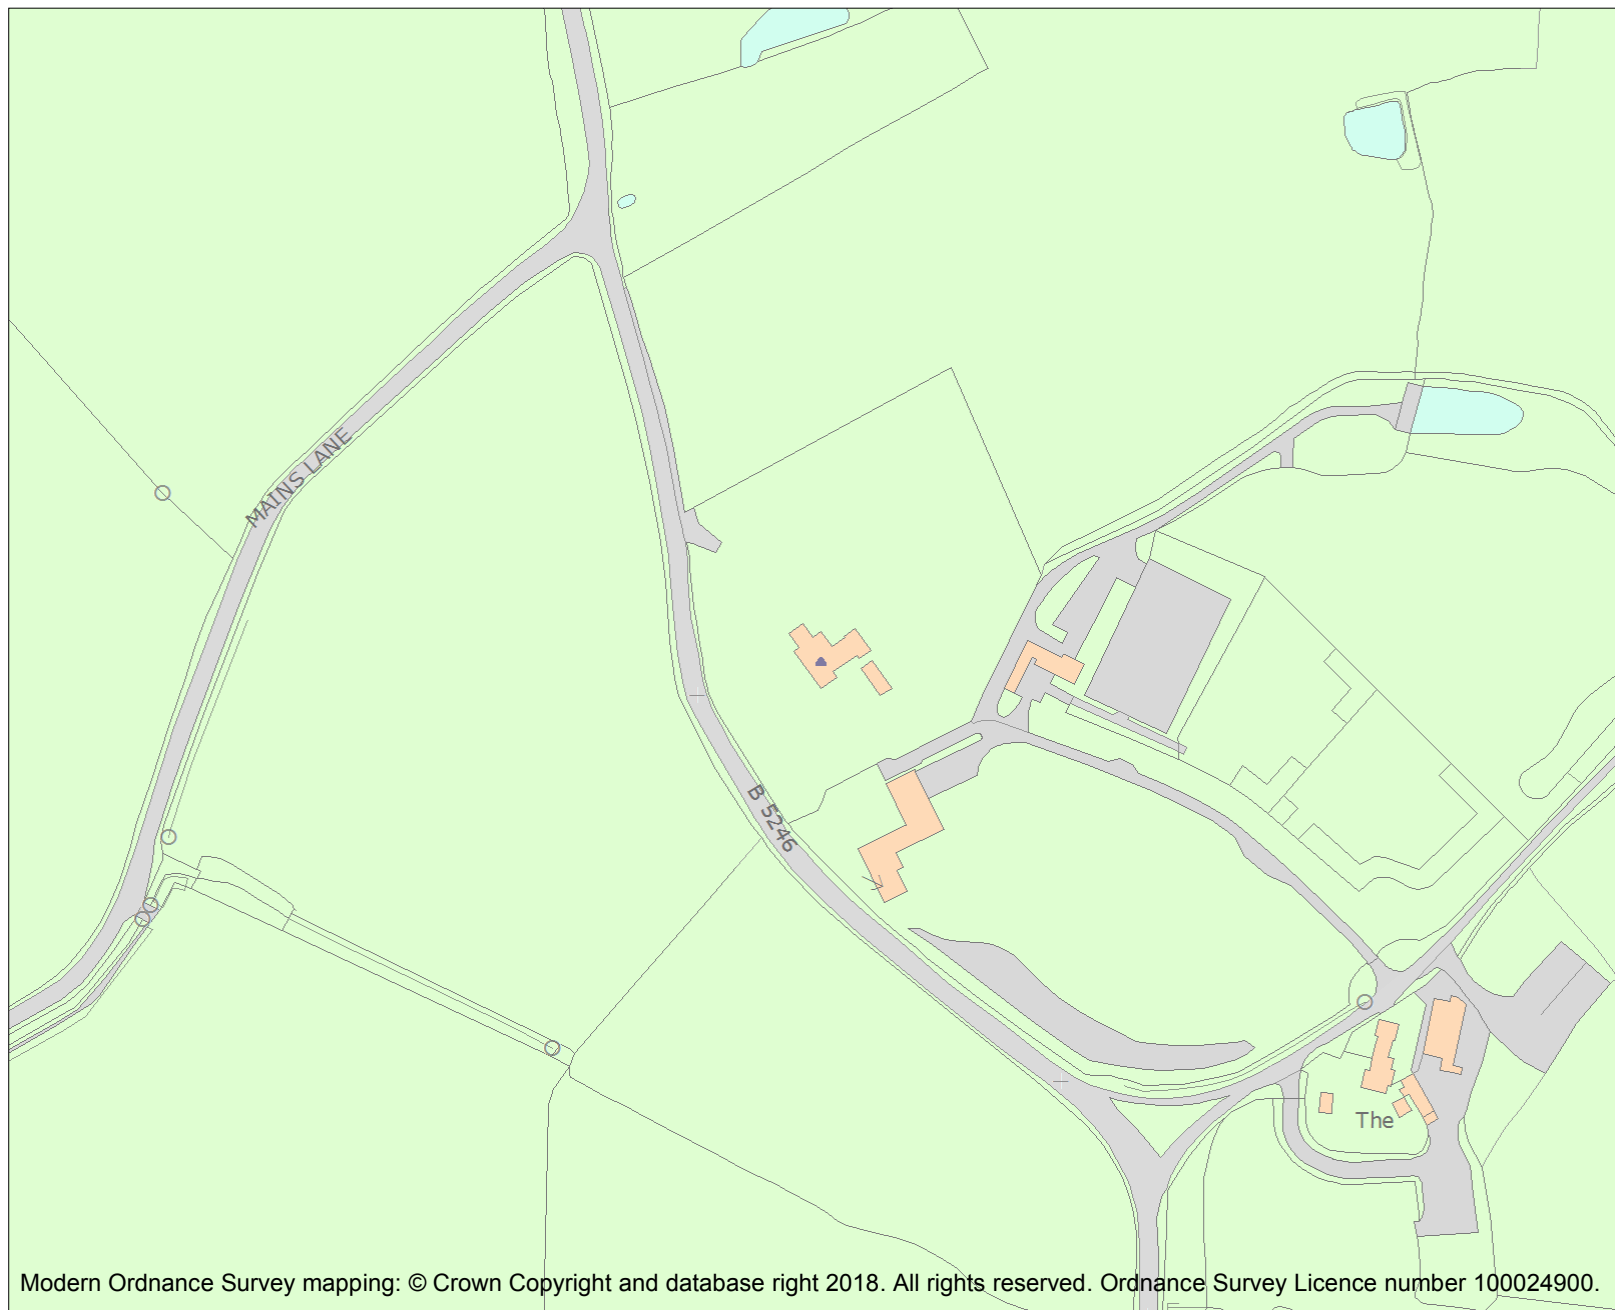 MAINS LANE
B 5246
The
Modern Ordnance Survey mapping: © Crown Copyright and database right 2018. All rights reserved. Ordnance Survey Licence number 100024900.